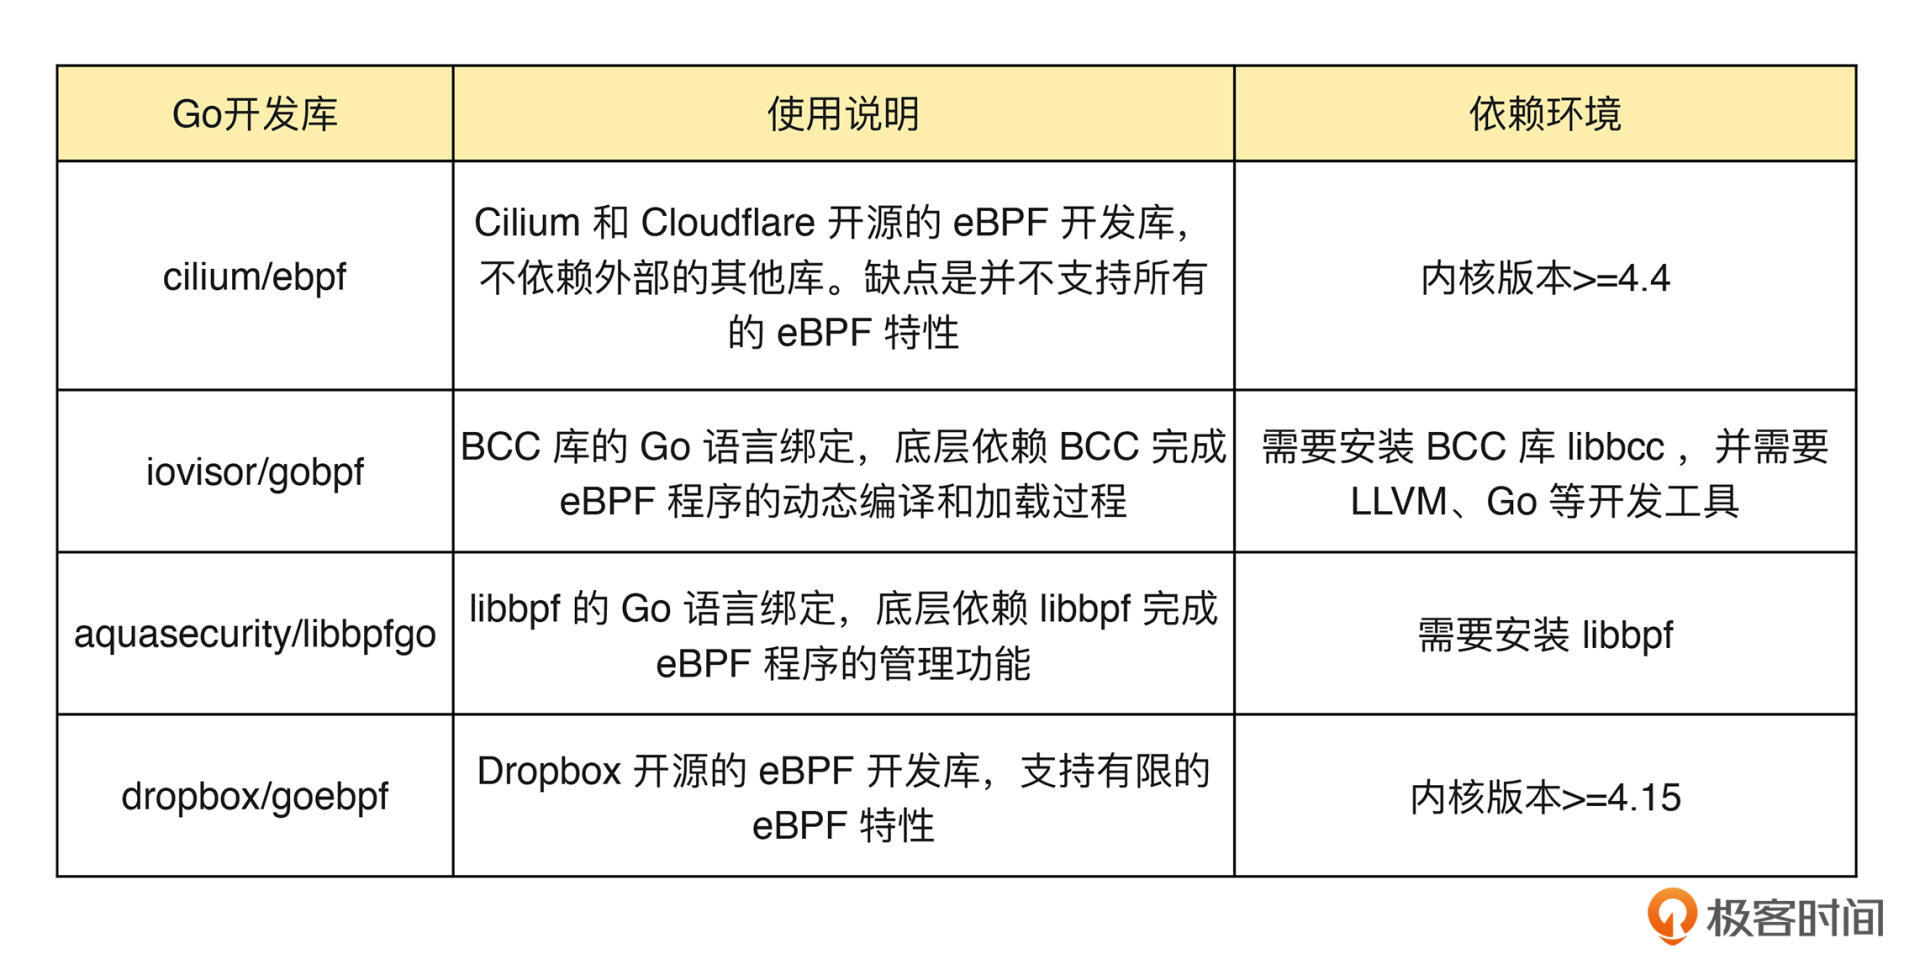 Go开发库
使用说明
依赖环境
cilium/ebpf
Cilium 和 Cloudflare 开源的 eBPF 开发库，
不依赖外部的其他库。缺点是并不支持所有
的 eBPF 特性
内核版本>=4.4
iovisor/gobpf
BCC 库的 Go 语言绑定，底层依赖 BCC 完成
eBPF 程序的动态编译和加载过程
需要安装 BCC 库 libbcc ，并需要
LLVM、Go 等开发工具
aquasecurity/libbpfgo
libbpf 的 Go 语言绑定，底层依赖 libbpf 完成
eBPF 程序的管理功能
需要安装 libbpf
dropbox/goebpf
Dropbox 开源的 eBPF 开发库，支持有限的
eBPF 特性
内核版本>=4.15
极客时间